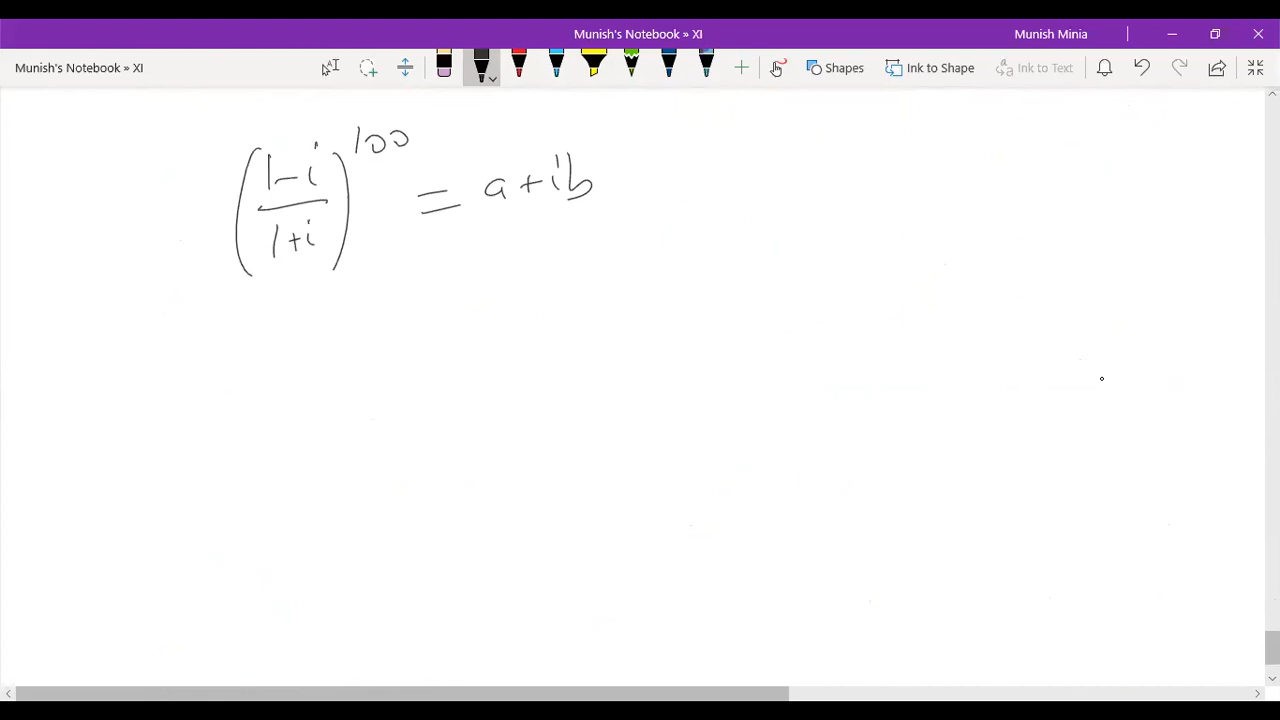 Munish's Notebook » XI
Munish Minia
Munish's Notebook » XI
Shapes
Ink to Shape
Ink to Text
(1-i/1+i)^100 = a+ib